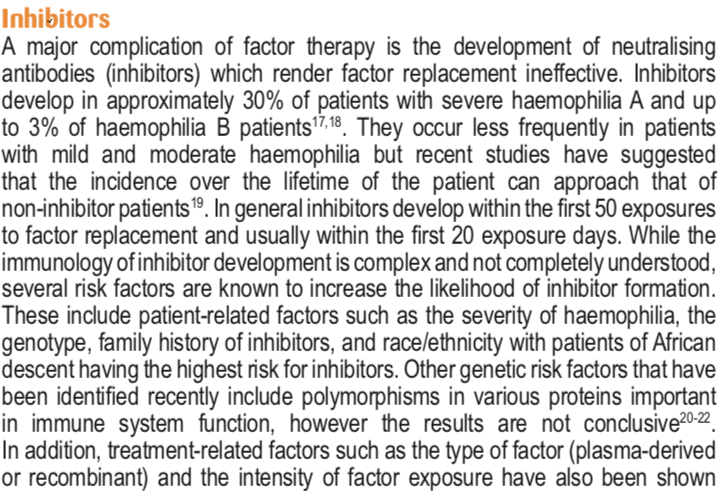 Inhibitors
A major complication of factor therapy is the development of neutralising
antibodies (inhibitors) which render factor replacement ineffective. Inhibitors
develop in approximately 30% of patients with severe haemophilia A and up
to 3% of haemophilia B patients17,18. They occur less frequently in patients
with mild and moderate haemophilia but recent studies have suggested
that the incidence over the lifetime of the patient can approach that of
non-inhibitor patients19. In general inhibitors develop within the first 50 exposures
to factor replacement and usually within the first 20 exposure days. While the
immunology of inhibitor development is complex and not completely understood,
several risk factors are known to increase the likelihood of inhibitor formation.
These include patient-related factors such as the severity of haemophilia, the
genotype, family history of inhibitors, and race/ethnicity with patients of African
descent having the highest risk for inhibitors. Other genetic risk factors that have
been identified recently include polymorphisms in various proteins important
in immune system function, however the results are not conclusive20-22.
In addition, treatment-related factors such as the type of factor (plasma-derived
or recombinant) and the intensity of factor exposure have also been shown